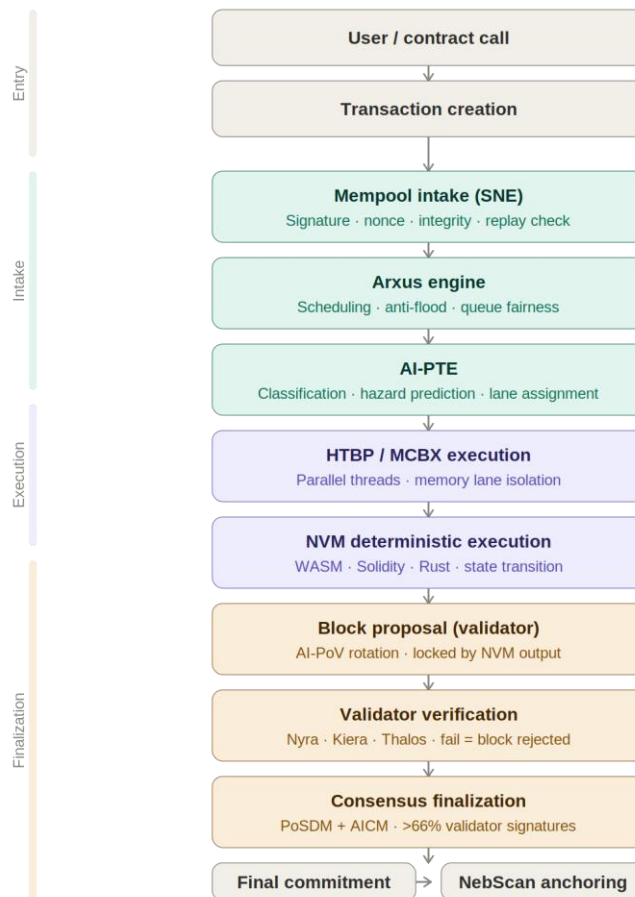 Entry
User / contract call
Transaction creation
Intake
Mempool intake (SNE)
Signature · nonce · integrity · replay check
Arxus engine
Scheduling · anti-flood · queue fairness
AI-PTE
Classification · hazard prediction · lane assignment
Execution
HTBP / MCBX execution
Parallel threads · memory lane isolation
NVM deterministic execution
WASM · Solidity · Rust · state transition
Finalization
Block proposal (validator)
AI-PoV rotation · locked by NVM output
Validator verification
Nyra · Kiera · Thalos · fail = block rejected
Consensus finalization
PoSDM + AICM · >66% validator signatures
Final commitment
NebScan anchoring